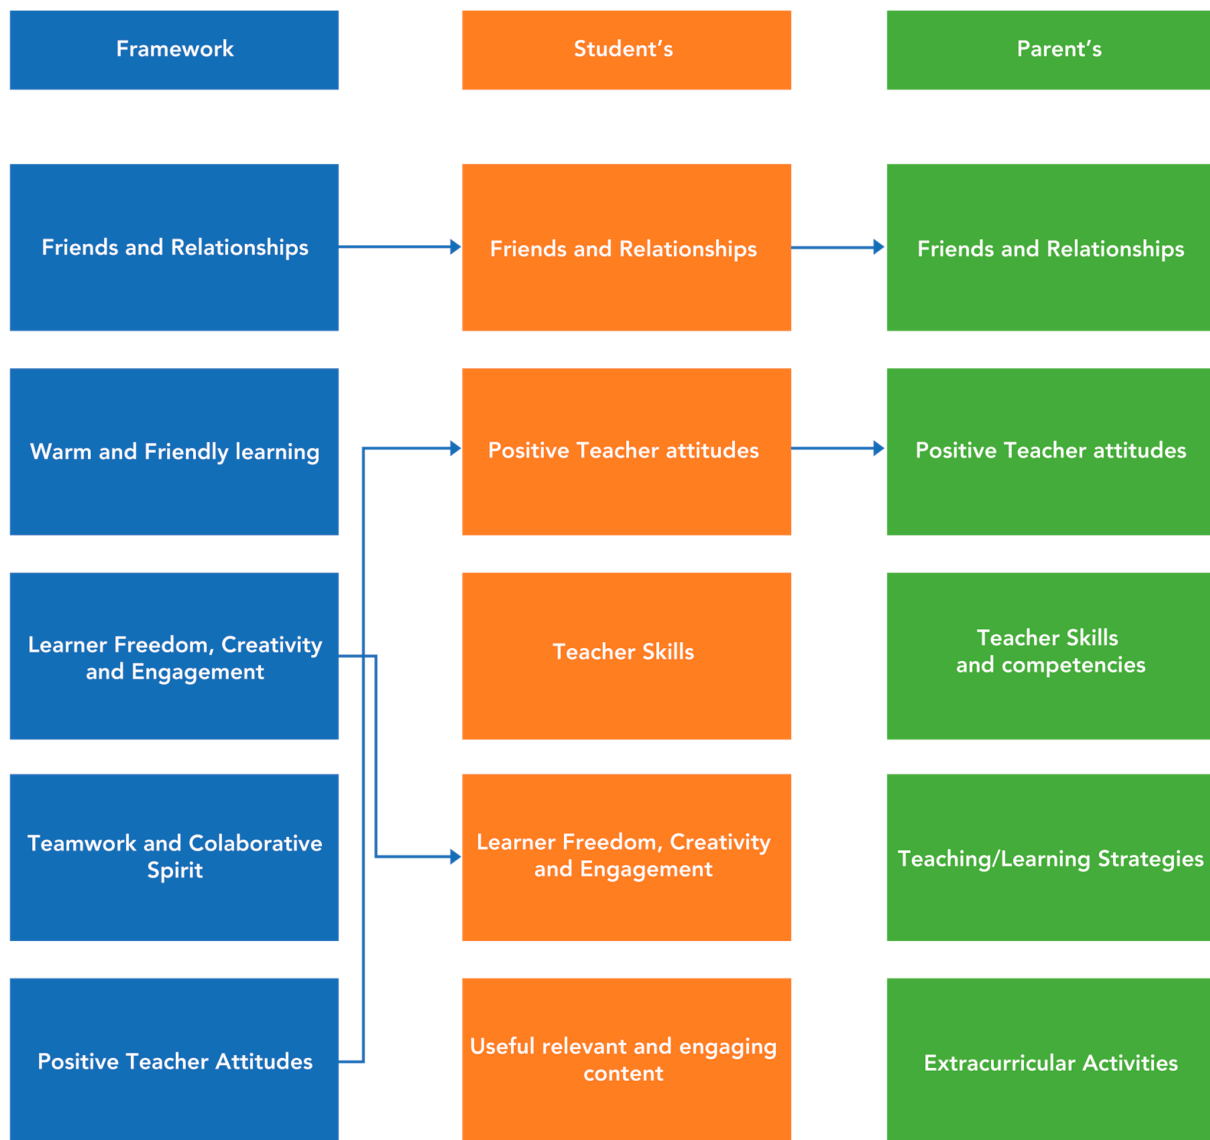 Framework
Student's
Parent's
Friends and Relationships
Friends and Relationships
Friends and Relationships
Warm and Friendly learning
Positive Teacher attitudes
Positive Teacher attitudes
Learner Freedom, Creativity
and Engagement
Teacher Skills
Teacher Skills
and competencies
Teamwork and Colaborative
Spirit
Learner Freedom, Creativity
and Engagement
Teaching/Learning Strategies
Positive Teacher Attitudes
Useful relevant and engaging
content
Extracurricular Activities